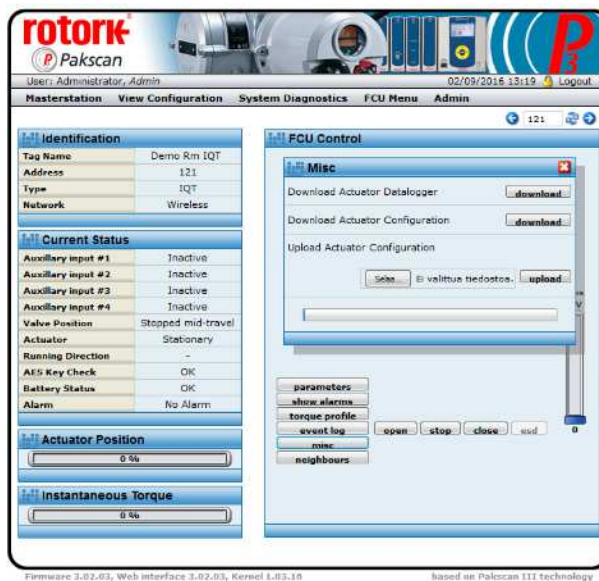 rotork
Pakscan
P3
User: Administrator, Admin
02/09/2016 13:19 Logout
Masterstation View Configuration System Diagnostics FCU Menu Admin
121
Identification
Tag Name Demo Rm IQT
Address 121
Type IQT
Network Wireless
Current Status
Auxillary input #1 Inactive
Auxillary input #2 Inactive
Auxillary input #3 Inactive
Auxillary input #4 Inactive
Valve Position Stopped mid-travel
Actuator Stationary
Running Direction -
AES Key Check OK
Battery Status OK
Alarm No Alarm
Actuator Position
0 %
Instantaneous Torque
0 %
FCU Control
Misc
Download Actuator Datalogger download
Download Actuator Configuration download
Upload Actuator Configuration
Selaa... Ei valittua tiedostoa. upload
parameters
show alarms
torque profile
event log open stop close esd 0
misc
neighbours
Firmware 3.02.03, Web interface 3.02.03, Kernel 1.03.16
based on Pakscan III technology